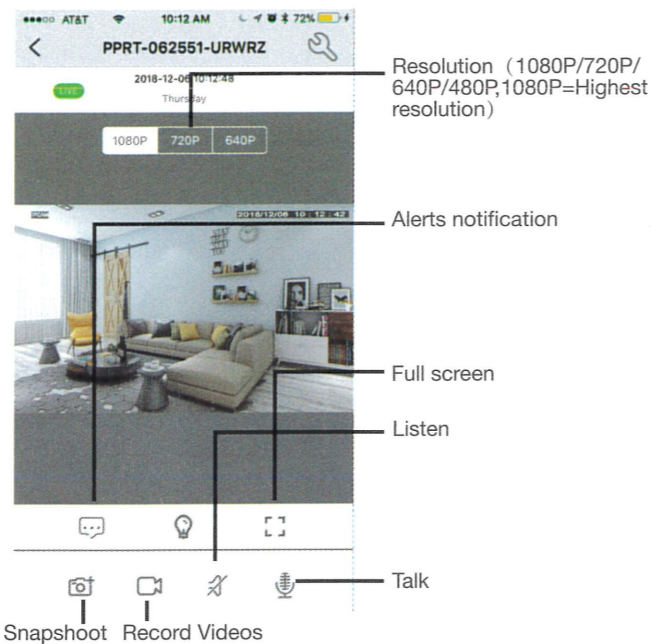 AT&T 10:12 AM 72%
PPRT-062551-URWRZ
2018-12-06 10:12:48
LIVE
Thursday
1080P 720P 640P
Resolution（1080P/720P/
640P/480P,1080P=Highest
resolution）
2018/12/06 10:12:42
Alerts notification
Full screen
Listen
Talk
Snapshoot Record Videos